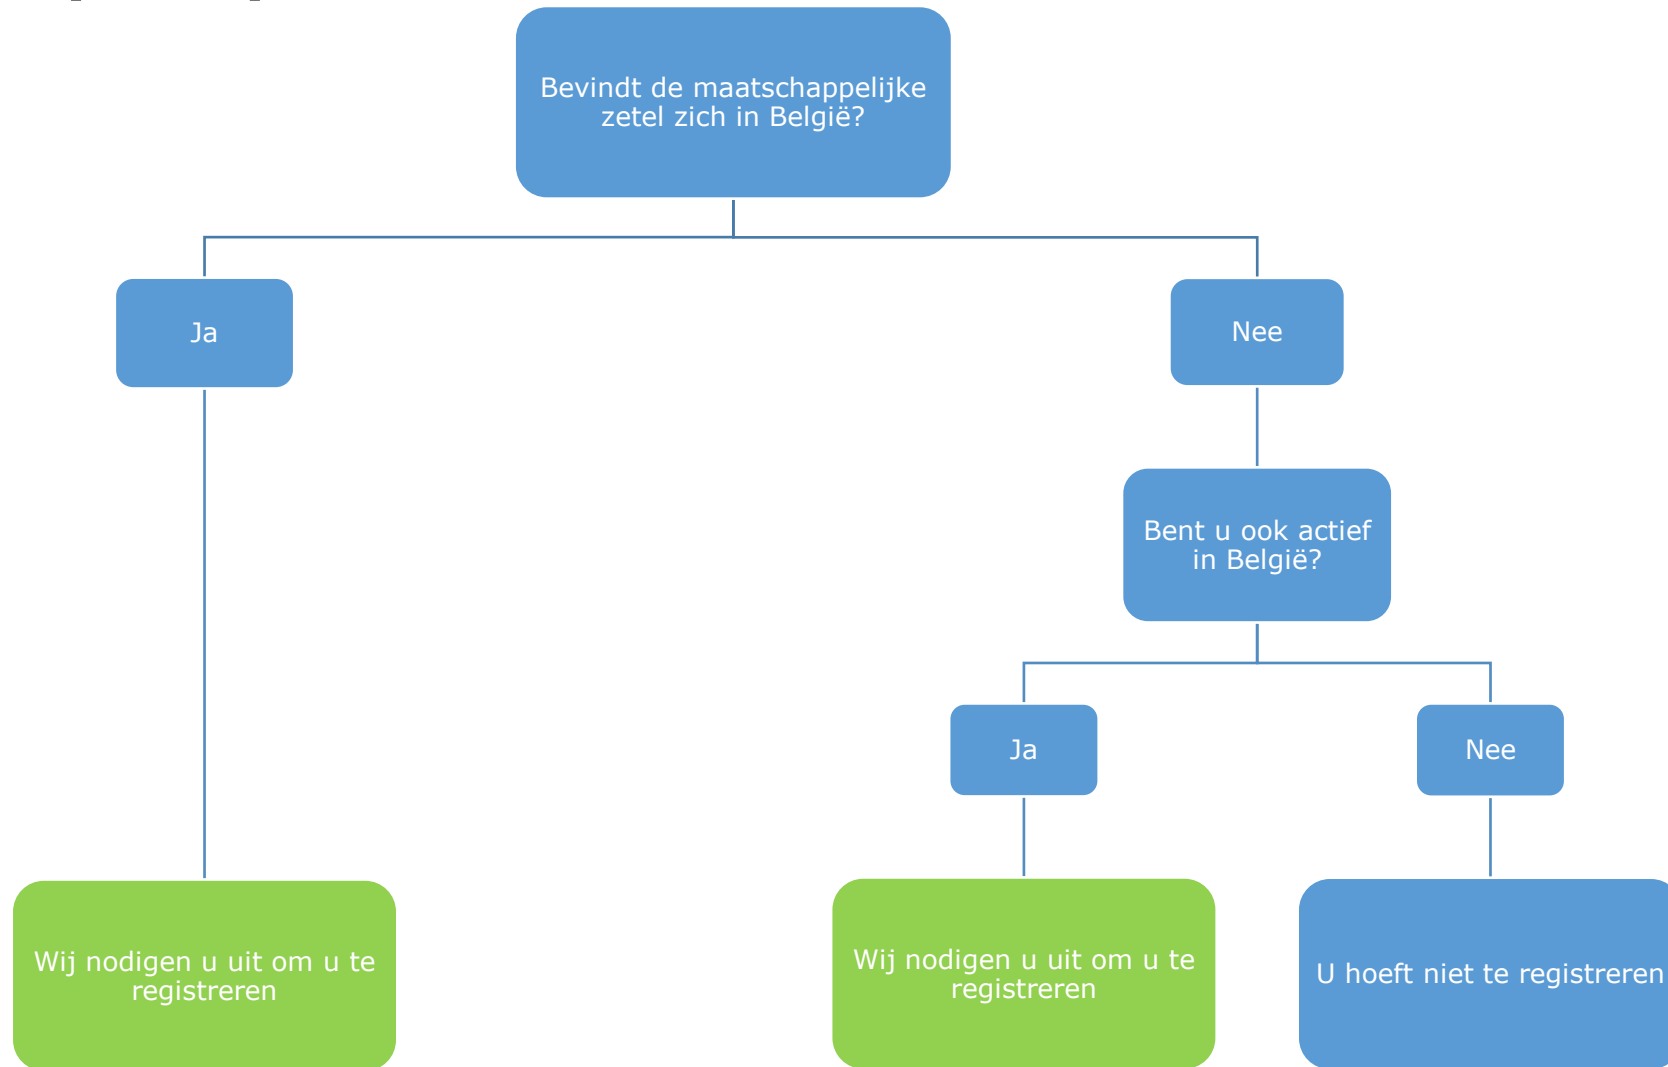 Bevindt de maatschappelijke
zetel zich in België?
Ja
Nee
Bent u ook actief
in België?
Ja
Nee
Wij nodigen u uit om u te
registreren
Wij nodigen u uit om u te
registreren
U hoeft niet te registreren